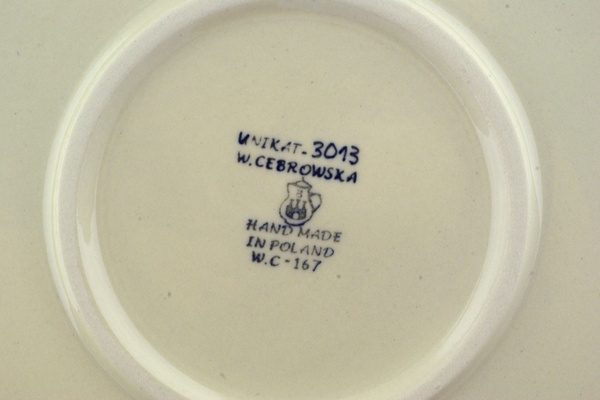 UNIKAT-3013
W.CEBROWSKA
HAND MADE
IN POLAND
W.C-167